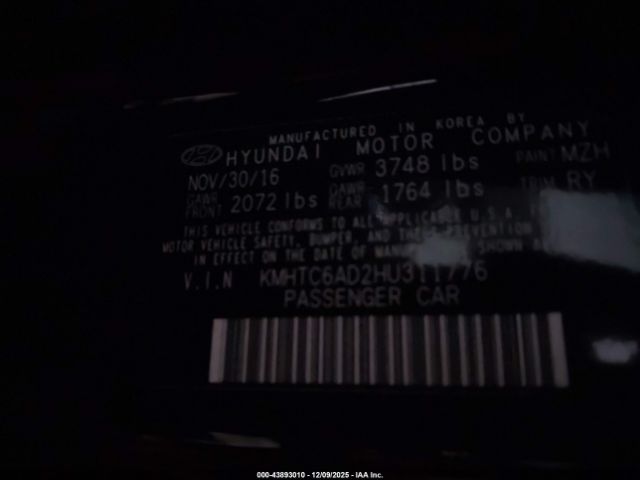 MANUFACTURED IN KOREA BY
HYUNDAI MOTOR COMPANY
NOV/30/16 GVWR 3748 lbs PAINT MZH
GAWR FRONT 2072 lbs GAWR REAR 1764 lbs TRIM RY
THIS VEHICLE CONFORMS TO ALL APPLICABLE U.S.A.
MOTOR VEHICLE SAFETY, BUMPER, AND THEFT PREVENTION
IN EFFECT ON THE DATE OF SHOWN
V.I.N KMHTC6AD2HU311776
PASSENGER CAR
000-43893010 - 12/09/2025 - IAA Inc.